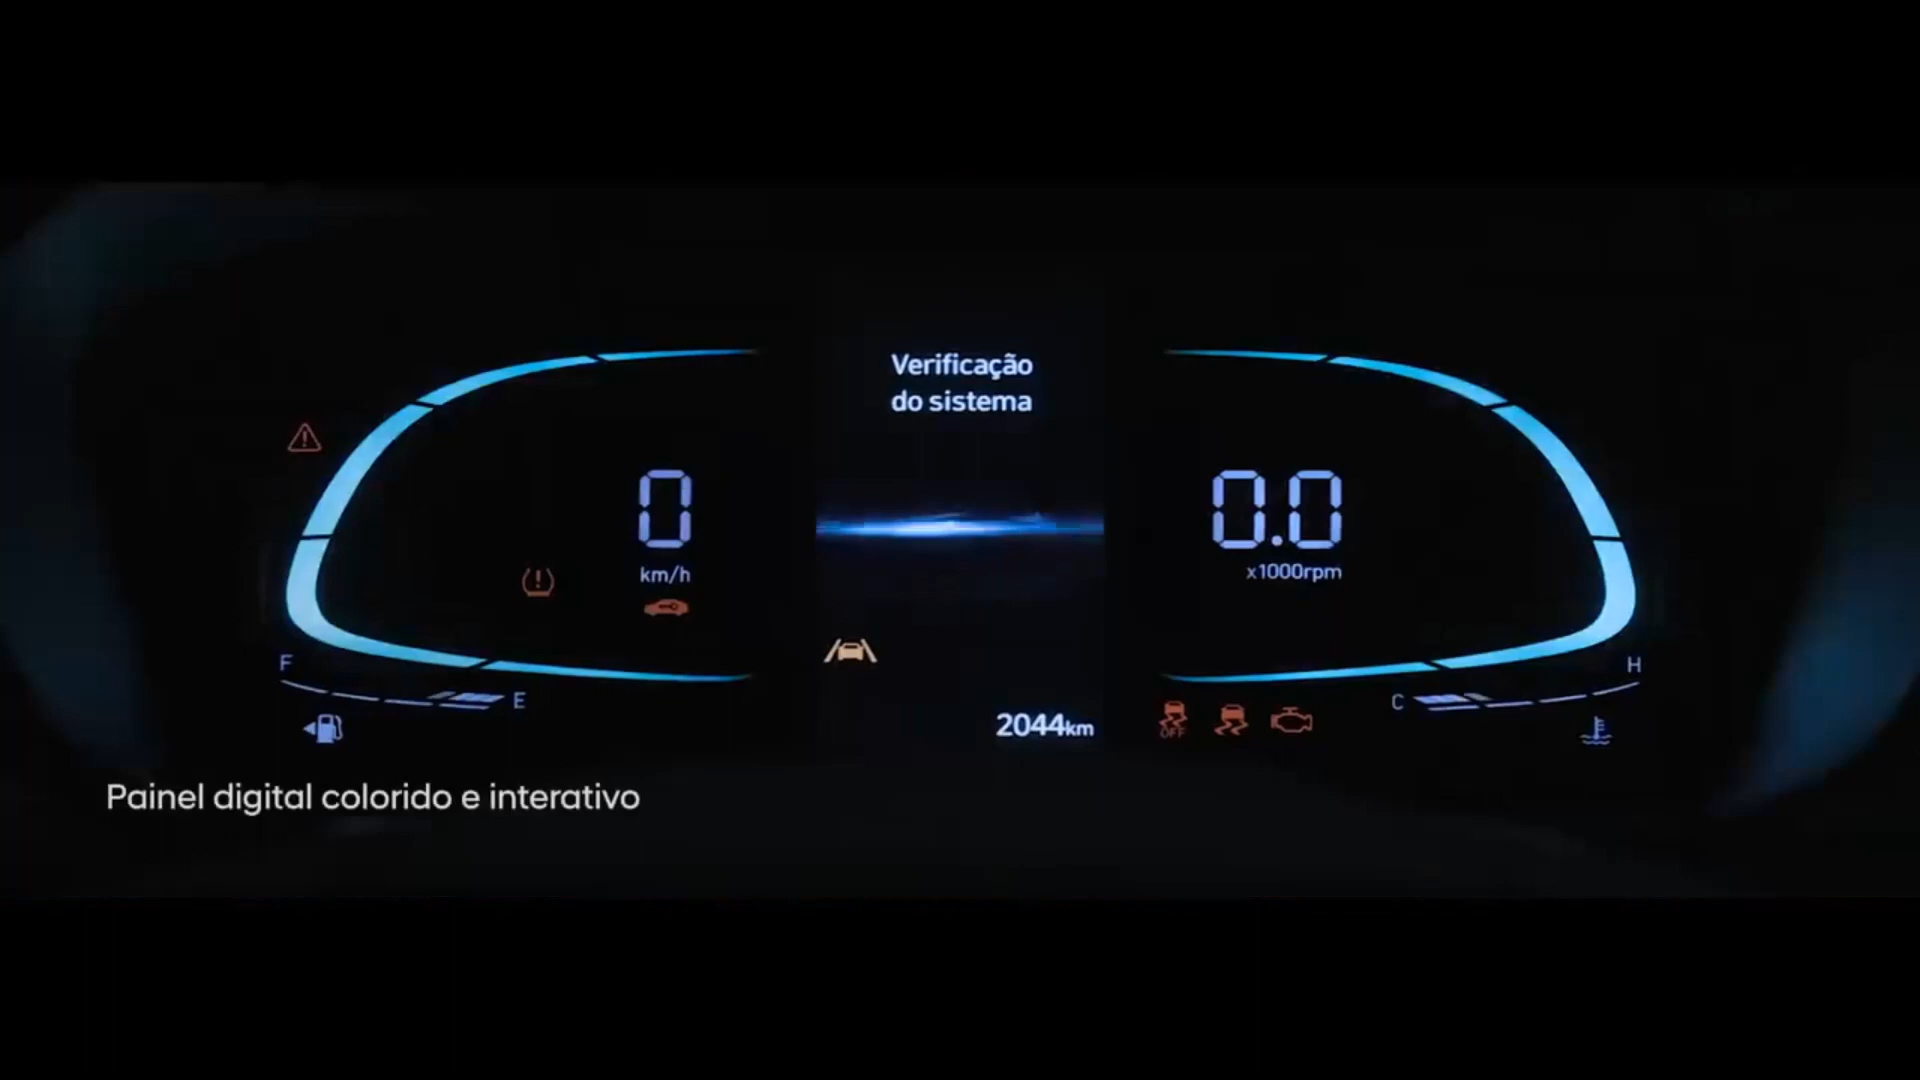 Verificação
do sistema
0
km/h
0.0
x1000rpm
F
E
C
H
2044km
OFF
Painel digital colorido e interativo